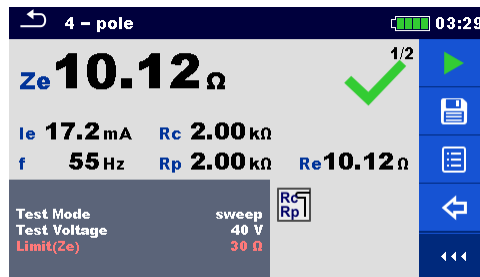 4 - pole
03:29
1/2
Ze 10.12 Ω
Ie 17.2 mA Rc 2.00 kΩ
f 55 Hz Rp 2.00 kΩ Re 10.12 Ω
Rc
Rp
Test Mode sweep
Test Voltage 40 V
Limit(Ze) 30 Ω